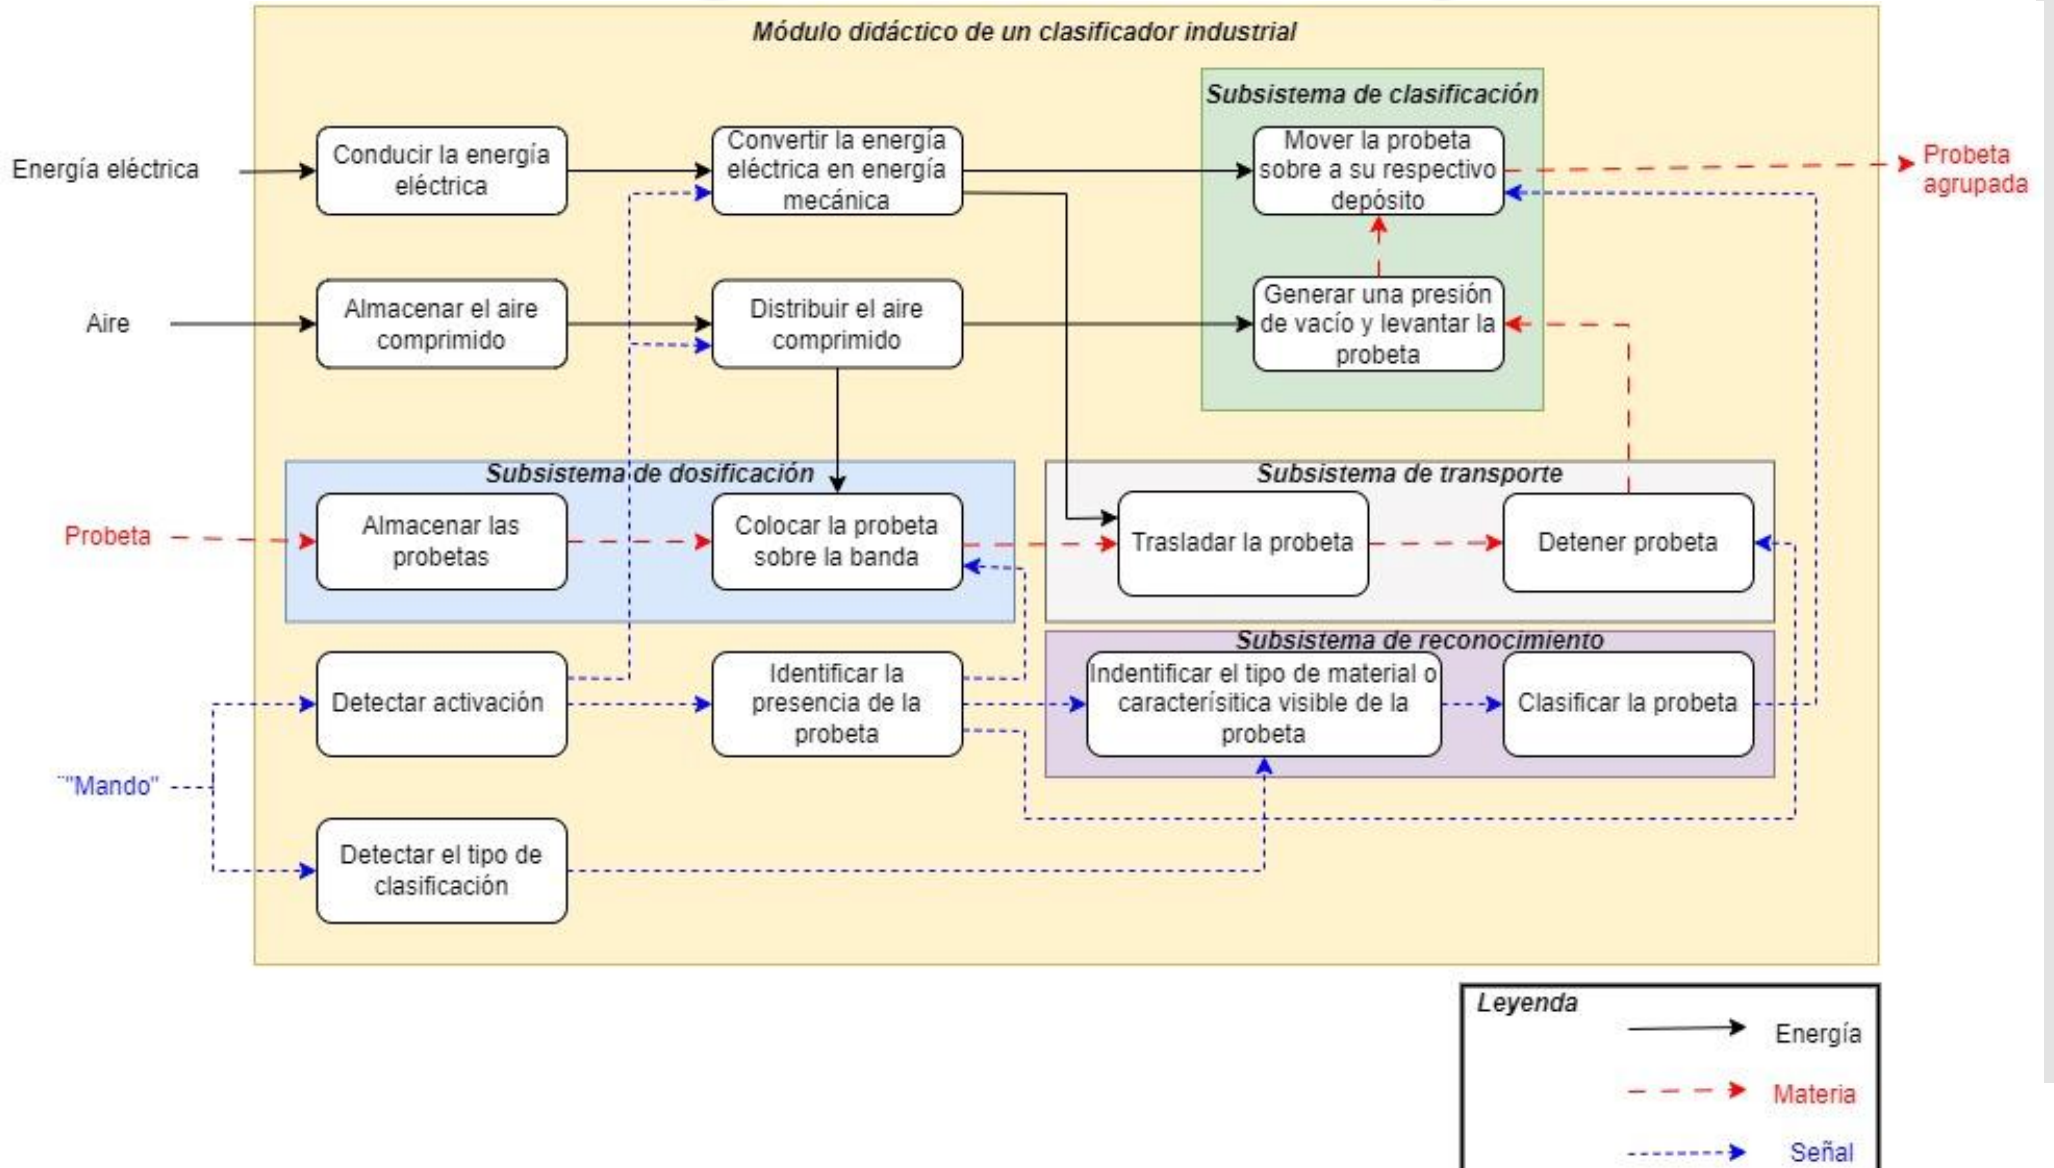 Módulo didáctico de un clasificador industrial
Subsistema de clasificación
Energía eléctrica
Conducir la energía
eléctrica
Convertir la energía
eléctrica en energía
mecánica
Mover la probeta
sobre a su respectivo
depósito
Probeta
agrupada
Aire
Almacenar el aire
comprimido
Distribuir el aire
comprimido
Generar una presión
de vacío y levantar la
probeta
Subsistema de dosificación
Subsistema de transporte
Probeta
Almacenar las
probetas
Colocar la probeta
sobre la banda
Trasladar la probeta
Detener probeta
Subsistema de reconocimiento
Detectar activación
Identificar la
presencia de la
probeta
Indentificar el tipo de material o
caracterísitica visible de la
probeta
Clasificar la probeta
¨"Mando"
Detectar el tipo de
clasificación
Leyenda
Energía
Materia
Señal